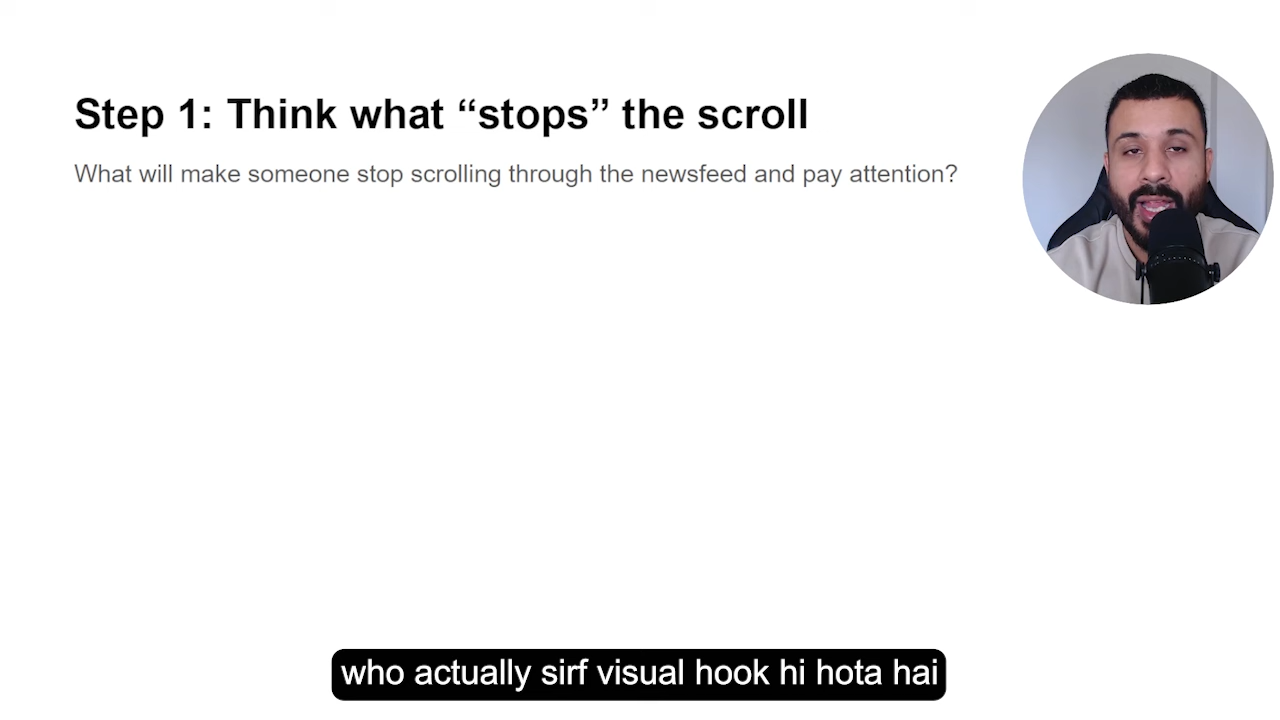 Step 1: Think what “stops” the scroll
What will make someone stop scrolling through the newsfeed and pay attention?
who actually sirf visual hook hi hota hai